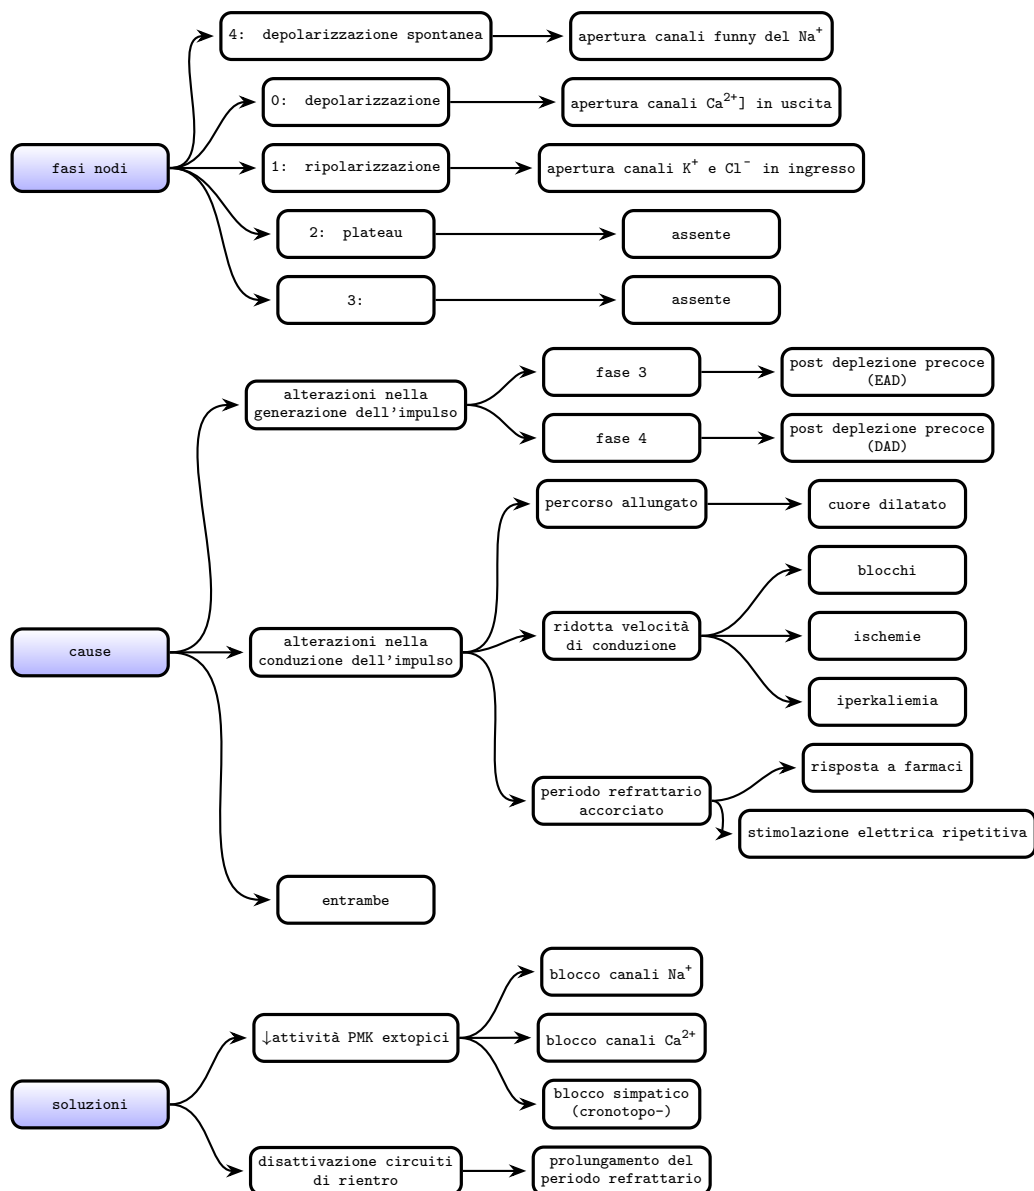 4: depolarizzazione spontanea
apertura canali funny del Na⁺
0: depolarizzazione
apertura canali Ca²⁺] in uscita
fasi nodi
1: ripolarizzazione
apertura canali K⁺ e Cl⁻ in ingresso
2: plateau
assente
3:
assente
cause
alterazioni nella
generazione dell'impulso
fase 3
post deplezione precoce
(EAD)
fase 4
post deplezione precoce
(DAD)
alterazioni nella
conduzione dell'impulso
percorso allungato
cuore dilatato
ridotta velocità
di conduzione
blocchi
ischemie
iperkaliemia
periodo refrattario
accorciato
risposta a farmaci
stimolazione elettrica ripetitiva
entrambe
soluzioni
↓attività PMK extopici
blocco canali Na⁺
blocco canali Ca²⁺
blocco simpatico
(cronotopo-)
disattivazione circuiti
di rientro
prolungamento del
periodo refrattario